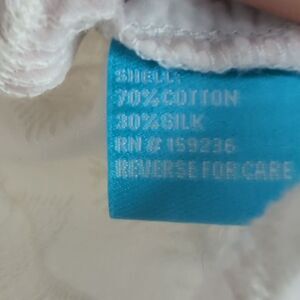 SHELL:
70% COTTON
30% SILK
RN # 159236
REVERSE FOR CARE